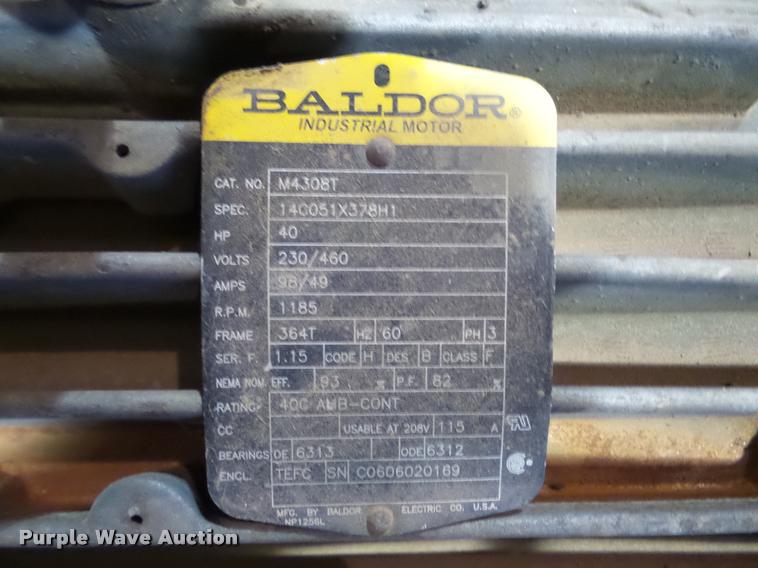 BALDOR®
INDUSTRIAL MOTOR
CAT. NO. M4308T
SPEC. 14C051X378H1
HP 40
VOLTS 230/460
AMPS 98/49
R.P.M. 1185
FRAME 364T HZ 60 PH 3
SER. F. 1.15 CODE H DES B CLASS F
NEMA NOM. EFF. 93 % P.F. 82 %
RATING 40C AMB-CONT
CC USABLE AT 208V 115 A
BEARINGS DE 6313 ODE 6312
ENCL. TEFC SN C0606020169
MFG. BY BALDOR ELECTRIC CO. U.S.A.
NP1256L
Purple Wave Auction